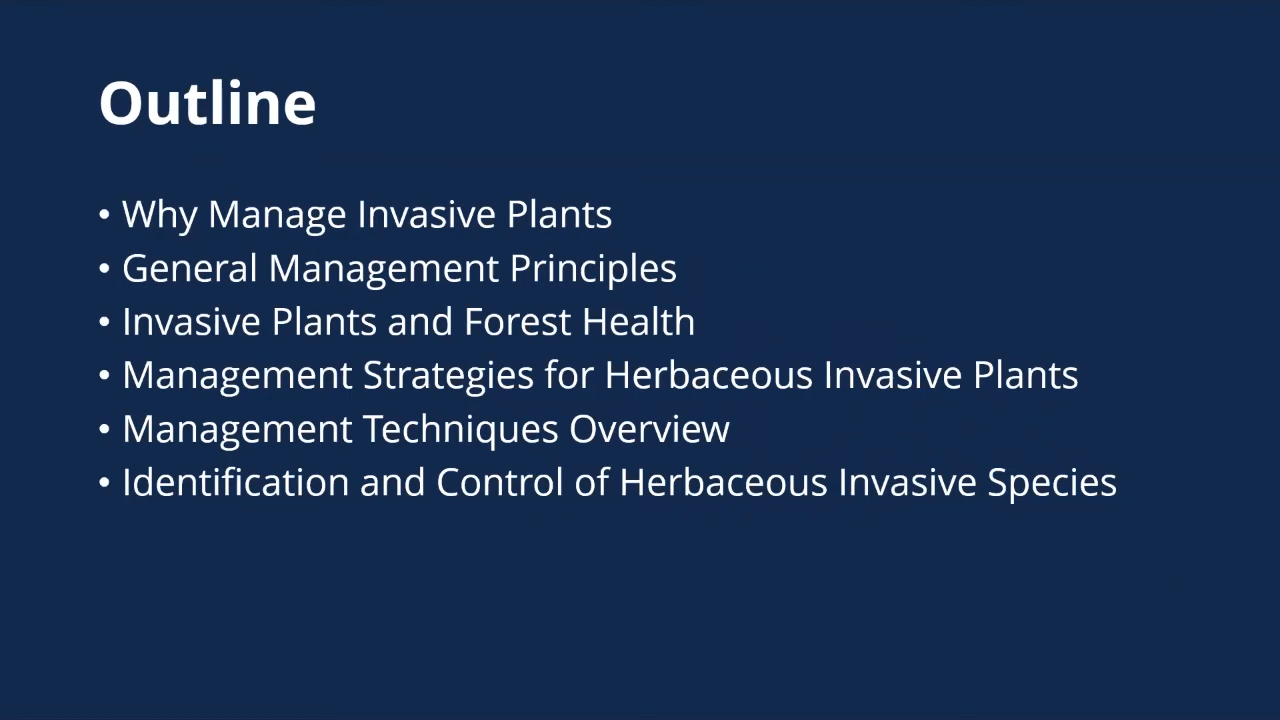 Outline
• Why Manage Invasive Plants
• General Management Principles
• Invasive Plants and Forest Health
• Management Strategies for Herbaceous Invasive Plants
• Management Techniques Overview
• Identification and Control of Herbaceous Invasive Species